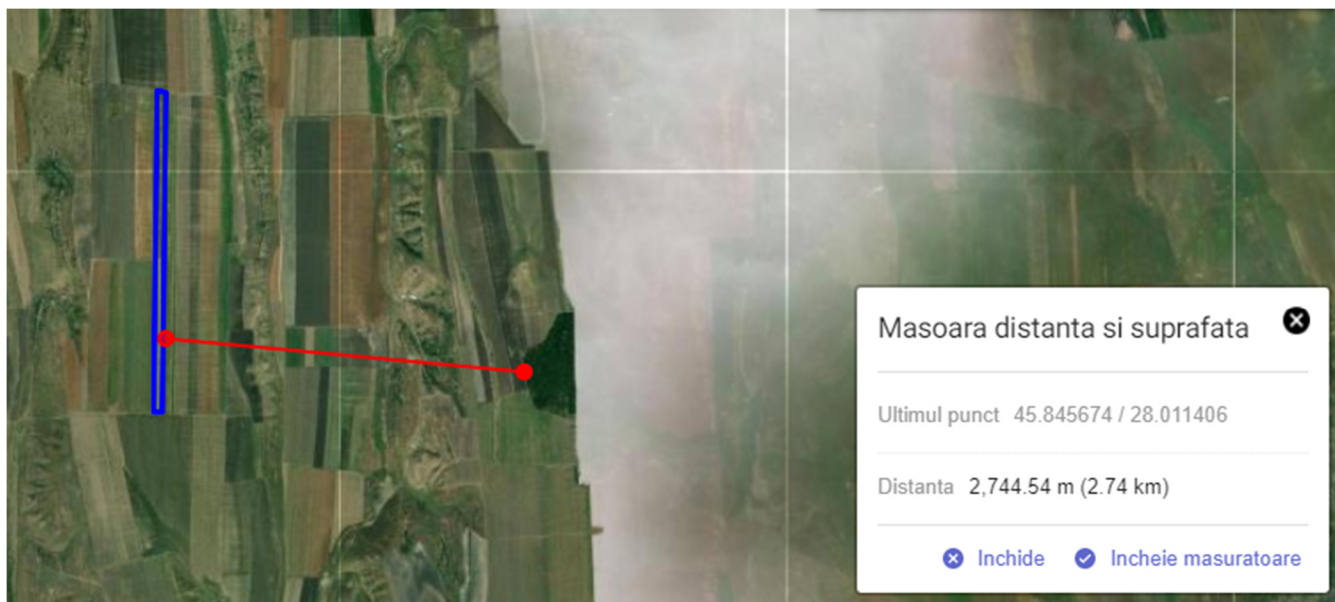 Masoara distanta si suprafata
Ultimul punct 45.845674 / 28.011406
Distanta 2,744.54 m (2.74 km)
Inchide Incheie masuratoare